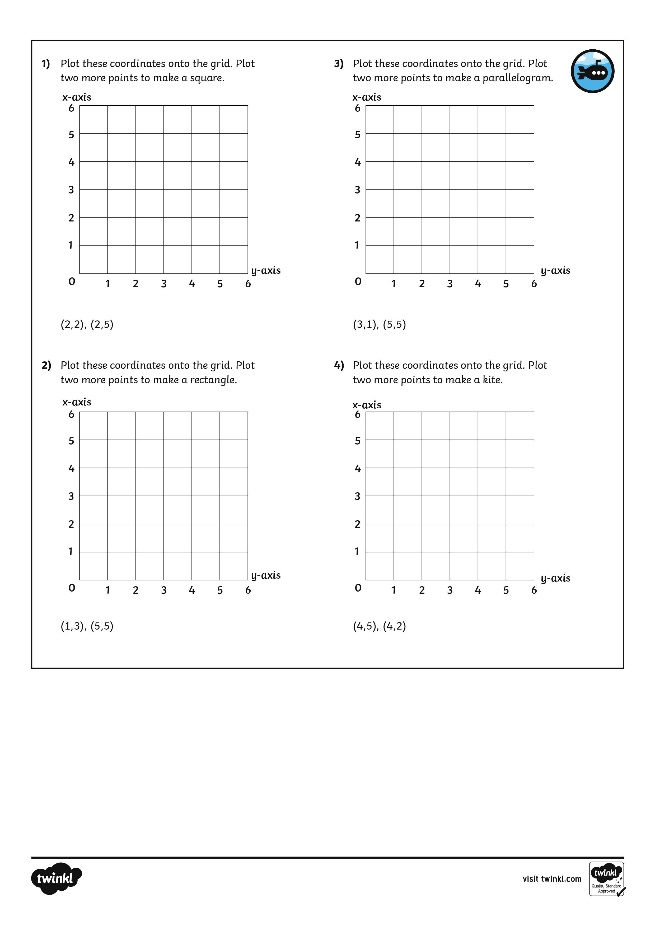 1) Plot these coordinates onto the grid. Plot
two more points to make a square.
x-axis
6
5
4
3
2
1
y-axis
0 1 2 3 4 5 6
(2,2), (2,5)
2) Plot these coordinates onto the grid. Plot
two more points to make a rectangle.
x-axis
6
5
4
3
2
1
y-axis
0 1 2 3 4 5 6
(1,3), (5,5)
3) Plot these coordinates onto the grid. Plot
two more points to make a parallelogram.
x-axis
6
5
4
3
2
1
y-axis
0 1 2 3 4 5 6
(3,1), (5,5)
4) Plot these coordinates onto the grid. Plot
two more points to make a kite.
x-axis
6
5
4
3
2
1
y-axis
0 1 2 3 4 5 6
(4,5), (4,2)
twinkl
visit twinkl.com
twinkl
Quality Standard
Approved